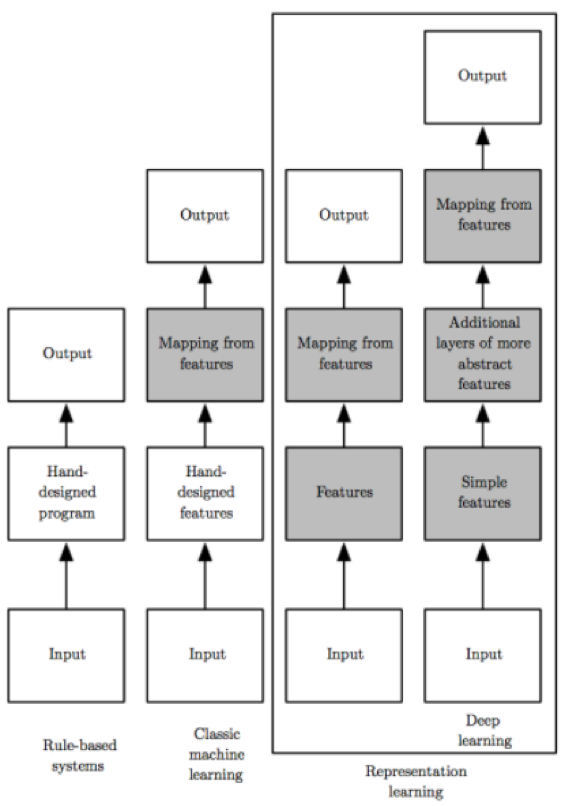 Output
Output
Output
Mapping from
features
Output
Mapping from
features
Mapping from
features
Additional
layers of more
abstract
features
Hand-
designed
program
Hand-
designed
features
Features
Simple
features
Input
Input
Input
Input
Rule-based
systems
Classic
machine
learning
Representation
learning
Deep
learning